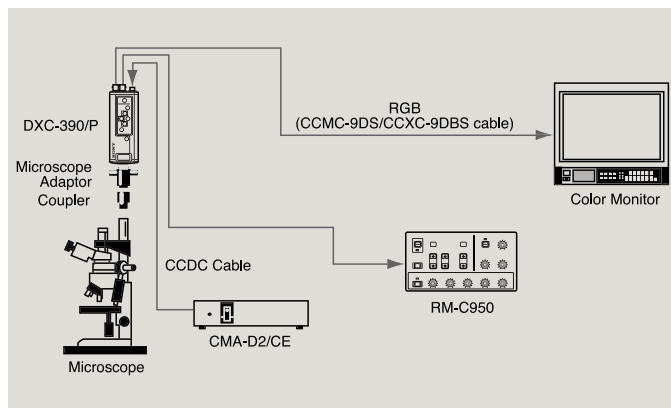 DXC-390/P
RGB
(CCMC-9DS/CCXC-9DBS cable)
Microscope
Adaptor
Coupler
Color Monitor
CCDC Cable
RM-C950
CMA-D2/CE
Microscope